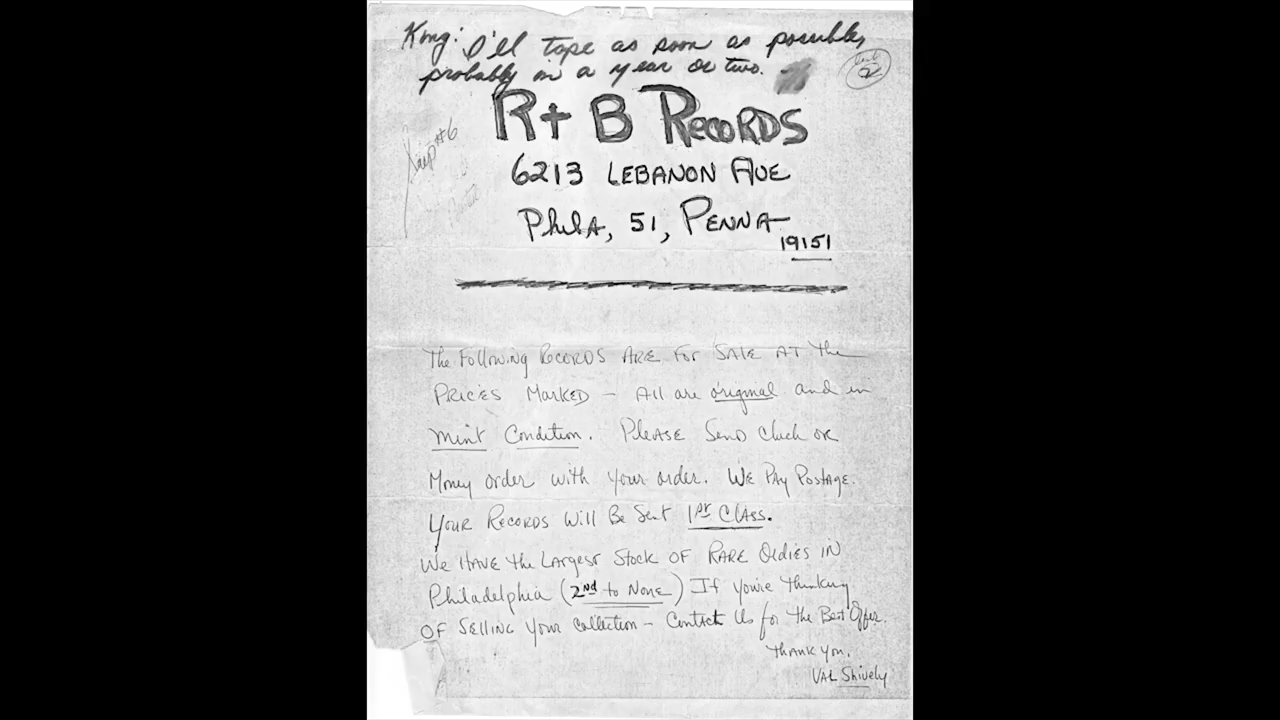 King: I'll tape as soon as possible,
probably in a year or two.
2
#6
R+B RECORDS
6213 LEBANON AVE
PhilA, 51, PENNA
19151
The Following Records ARE For SALE AT the
PRICES MARKED – All are original and in
mint Condition. PLEASE Send check or
Money order with your order. WE PAY Postage.
YOUR RECORDS Will Be Sent 1st CLASS.
WE HAVE the Largest Stock OF RARE Oldies IN
Philadelphia (2nd to NONE) If You're thinking
OF SELLING Your Collection – Contact Us for the Best Offer.
Thank you,
VAL Shively